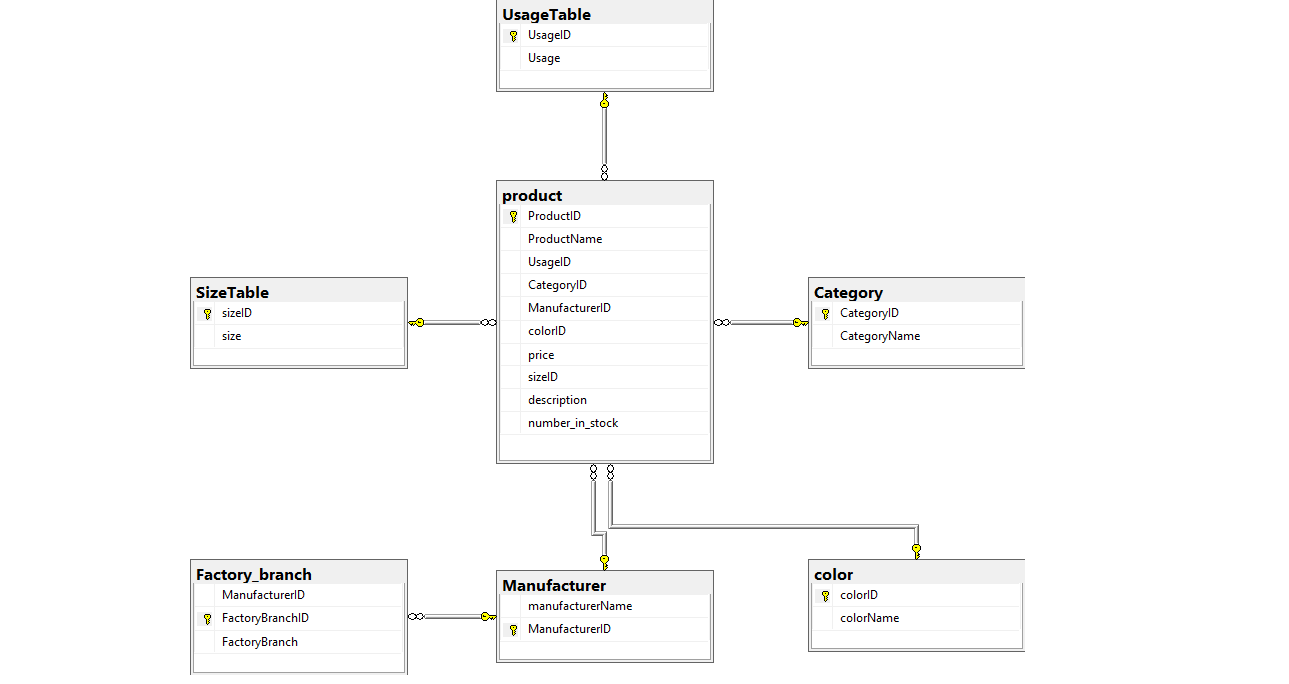 UsageTable
UsageID
Usage
product
ProductID
ProductName
UsageID
CategoryID
ManufacturerID
colorID
price
sizeID
description
number_in_stock
SizeTable
sizeID
size
Category
CategoryID
CategoryName
Factory_branch
ManufacturerID
FactoryBranchID
FactoryBranch
Manufacturer
manufacturerName
ManufacturerID
color
colorID
colorName